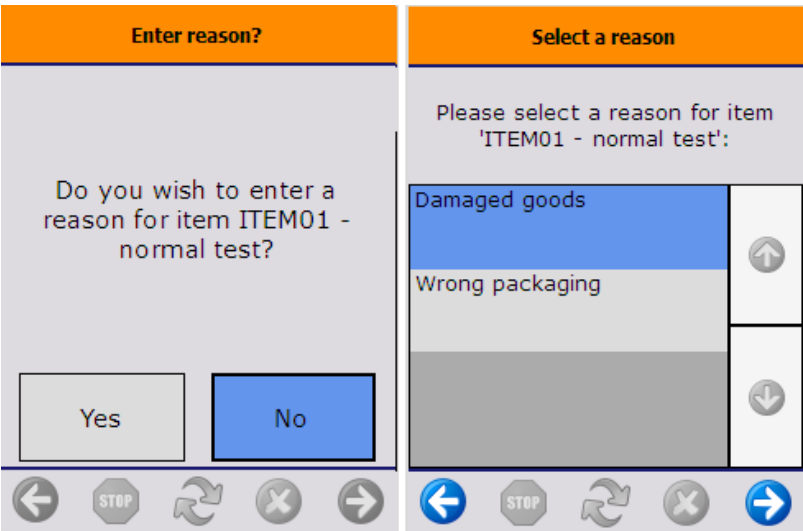 Enter reason?
Do you wish to enter a
reason for item ITEM01 -
normal test?
Yes
No
STOP
Select a reason
Please select a reason for item
'ITEM01 - normal test':
Damaged goods
Wrong packaging
STOP